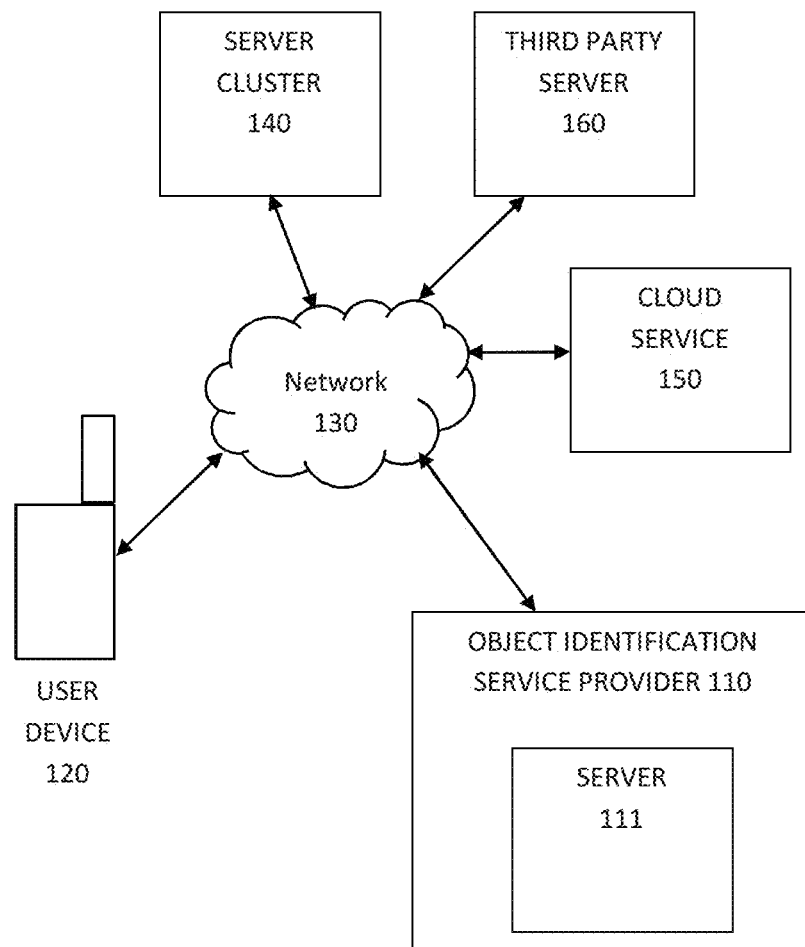 SERVER
CLUSTER
140
THIRD PARTY
SERVER
160
CLOUD
SERVICE
150
Network
130
USER
DEVICE
120
OBJECT IDENTIFICATION
SERVICE PROVIDER 110
SERVER
111